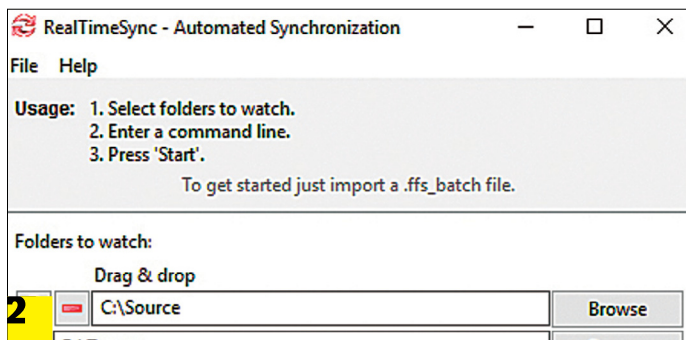 RealTimeSync - Automated Synchronization
File Help
Usage: 1. Select folders to watch.
2. Enter a command line.
3. Press 'Start'.
To get started just import a .ffs_batch file.
Folders to watch:
Drag & drop
2 C:\Source Browse